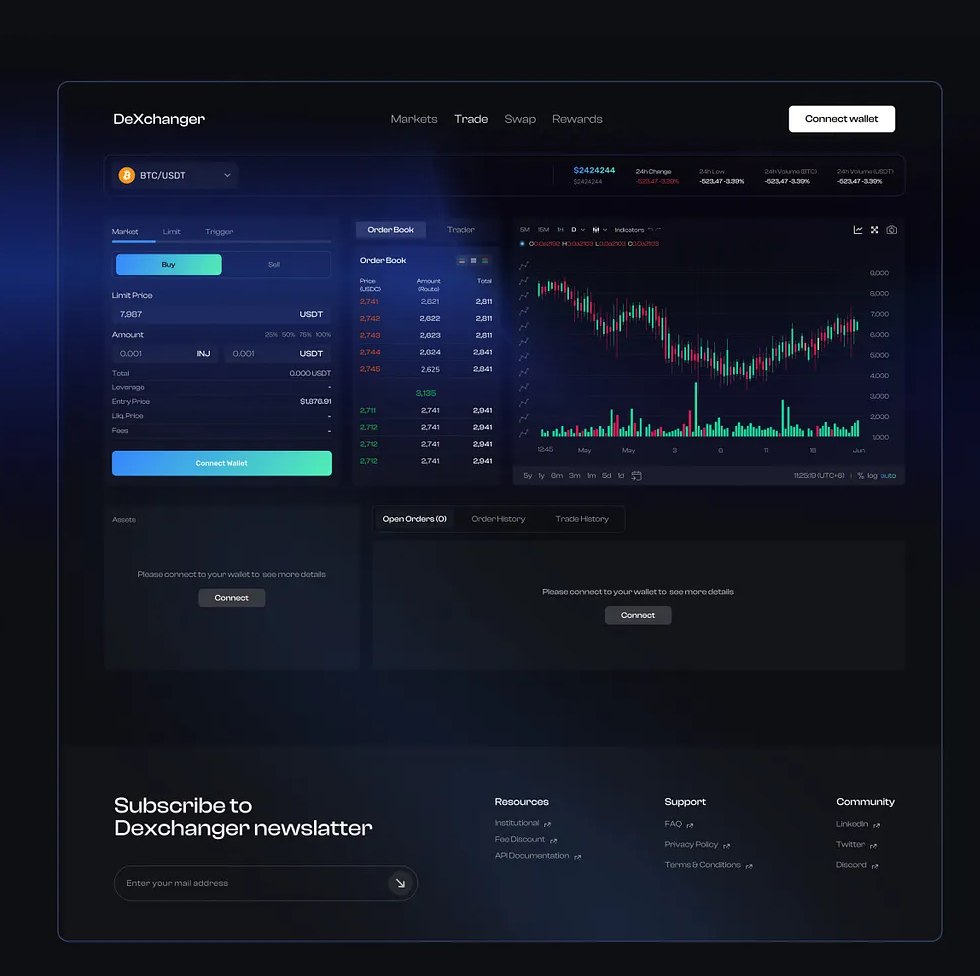 DeXchanger
Markets Trade Swap Rewards
Connect wallet
BTC/USDT
$2424244
$2424244
24h Change
-523.47 -3.39%
24h Low
-523.47 -3.39%
24h Volume (BTC)
-523.47 -3.39%
24h Volume (USDT)
-523.47 -3.39%
Market Limit Trigger
Buy Sell
Limit Price
7,987 USDT
Amount 25% 50% 75% 100%
0.001 INJ 0.001 USDT
Total 0.000 USDT
Leverage -
Entry Price $1,876.91
Liq. Price -
Fees -
Connect Wallet
Order Book Trader
Order Book
Price Amount Total
(USDC) (Route)
2,741 2,621 2,811
2,742 2,622 2,811
2,743 2,623 2,811
2,744 2,624 2,841
2,745 2,625 2,841
3,135
2,711 2,741 2,941
2,712 2,741 2,941
2,712 2,741 2,941
2,712 2,741 2,941
15M 1H D Indicators
8,000
7,000
6,000
5,000
4,000
3,000
2,000
1,000
12:45 May May 3 11 Jun
5y 1y 6m 3m 1m 5d 1d
11:25:19 (UTC+6) % log auto
Assets
Please connect to your wallet to see more details
Connect
Open Orders (0) Order History Trade History
Please connect to your wallet to see more details
Connect
Subscribe to
Dexchanger newslatter
Enter your mail address
Resources
Institutional
Fee Discount
API Documentation
Support
FAQ
Privacy Policy
Terms & Conditions
Community
LinkedIn
Twitter
Discord